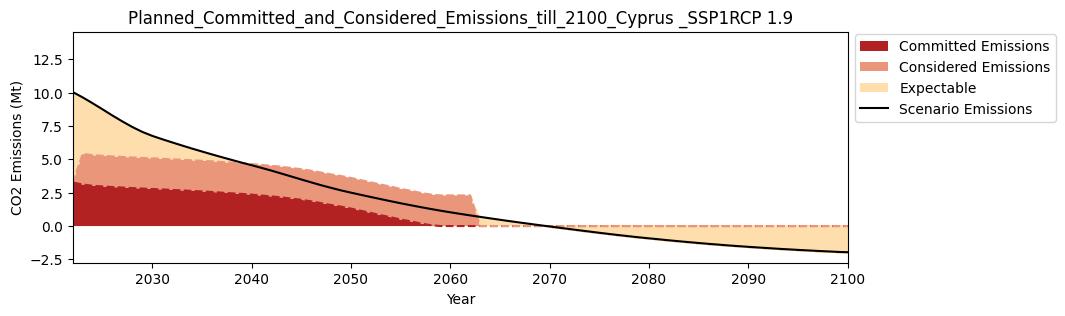 Planned_Committed_and_Considered_Emissions_till_2100_Cyprus _SSP1RCP 1.9
CO2 Emissions (Mt)
12.5
10.0
7.5
5.0
2.5
0.0
−2.5
2030
2040
2050
2060
2070
2080
2090
2100
Year
Committed Emissions
Considered Emissions
Expectable
Scenario Emissions